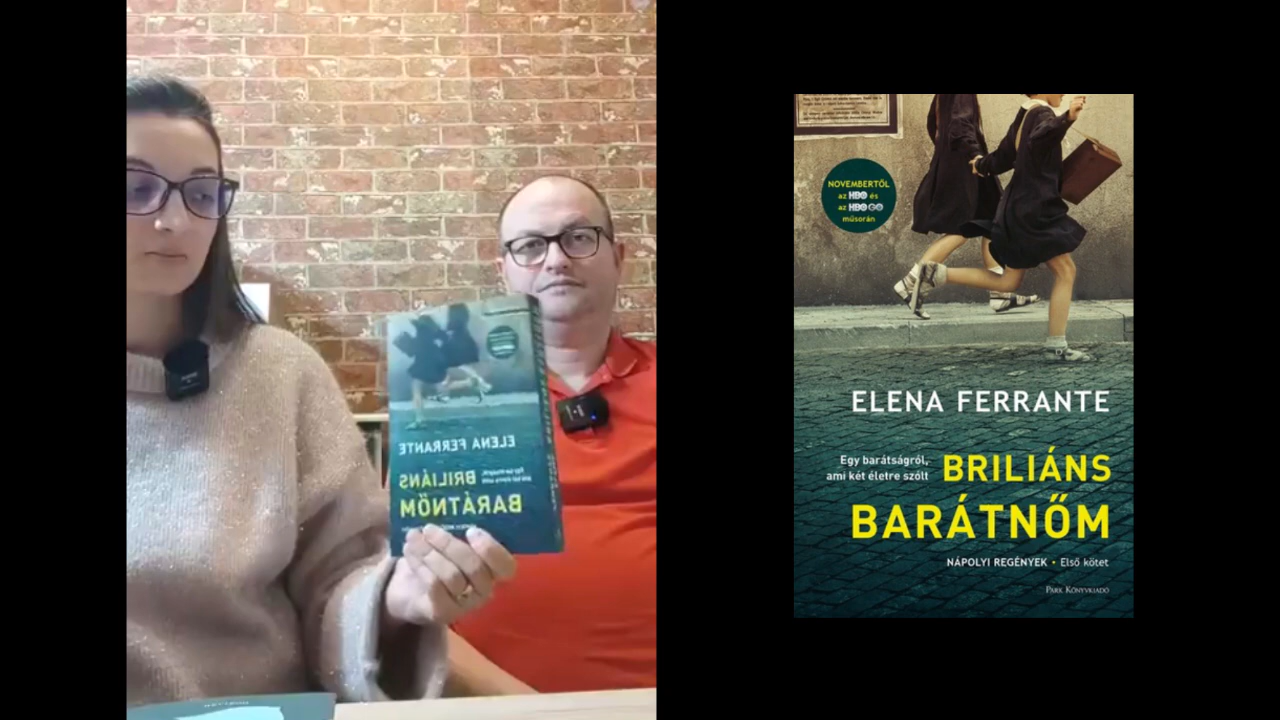 ELENA FERRANTE
BRILIÁNS
BARÁTNŐM
NOVEMBERTŐL
az HBO és
az HBO GO
műsorán
ELENA FERRANTE
Egy barátságról,
ami két életre szólt
BRILIÁNS
BARÁTNŐM
NÁPOLYI REGÉNYEK • Első kötet
PARK KÖNYVKIADÓ